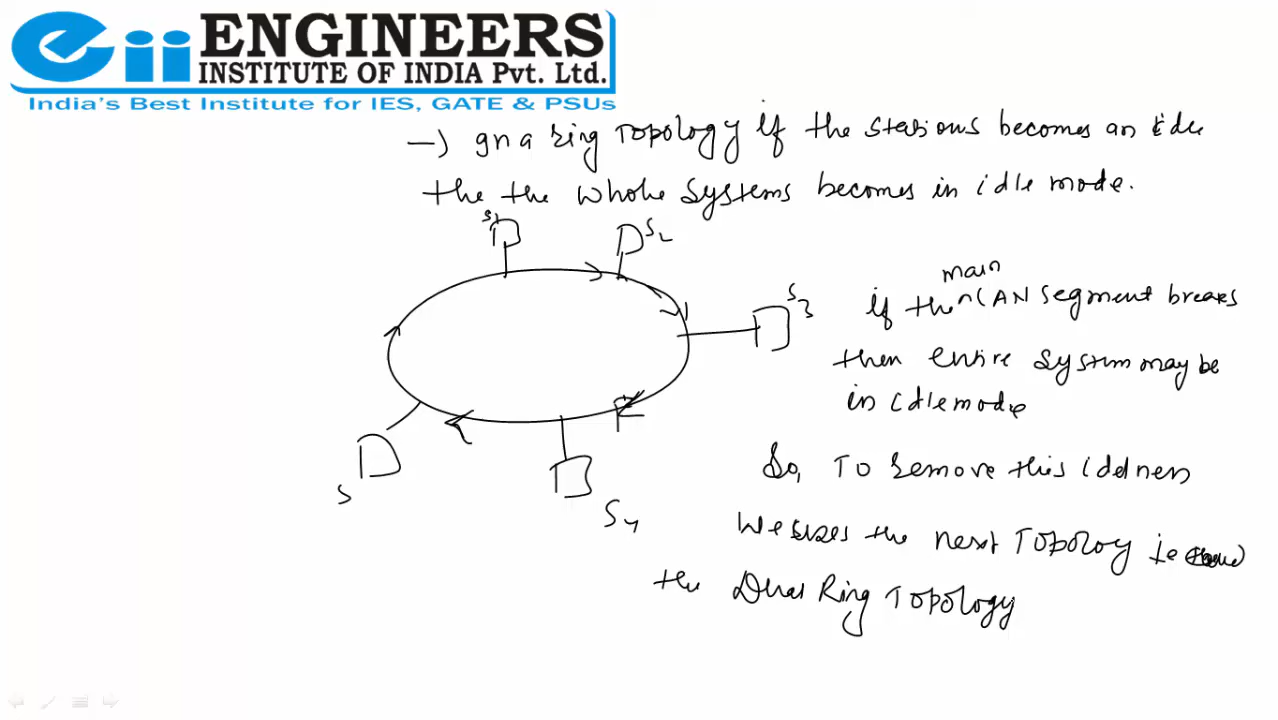 eii ENGINEERS
INSTITUTE OF INDIA Pvt. Ltd.
India's Best Institute for IES, GATE & PSUs
→ In a ring Topology if the stations becomes an idle
the the whole systems becomes in idle mode.
S1
S2
S3
main
if the LAN segment breaks
then entire system may be
in idle mode
So, To remove this idleness
S
S4
We uses the next Topology ie
the Dual Ring Topology